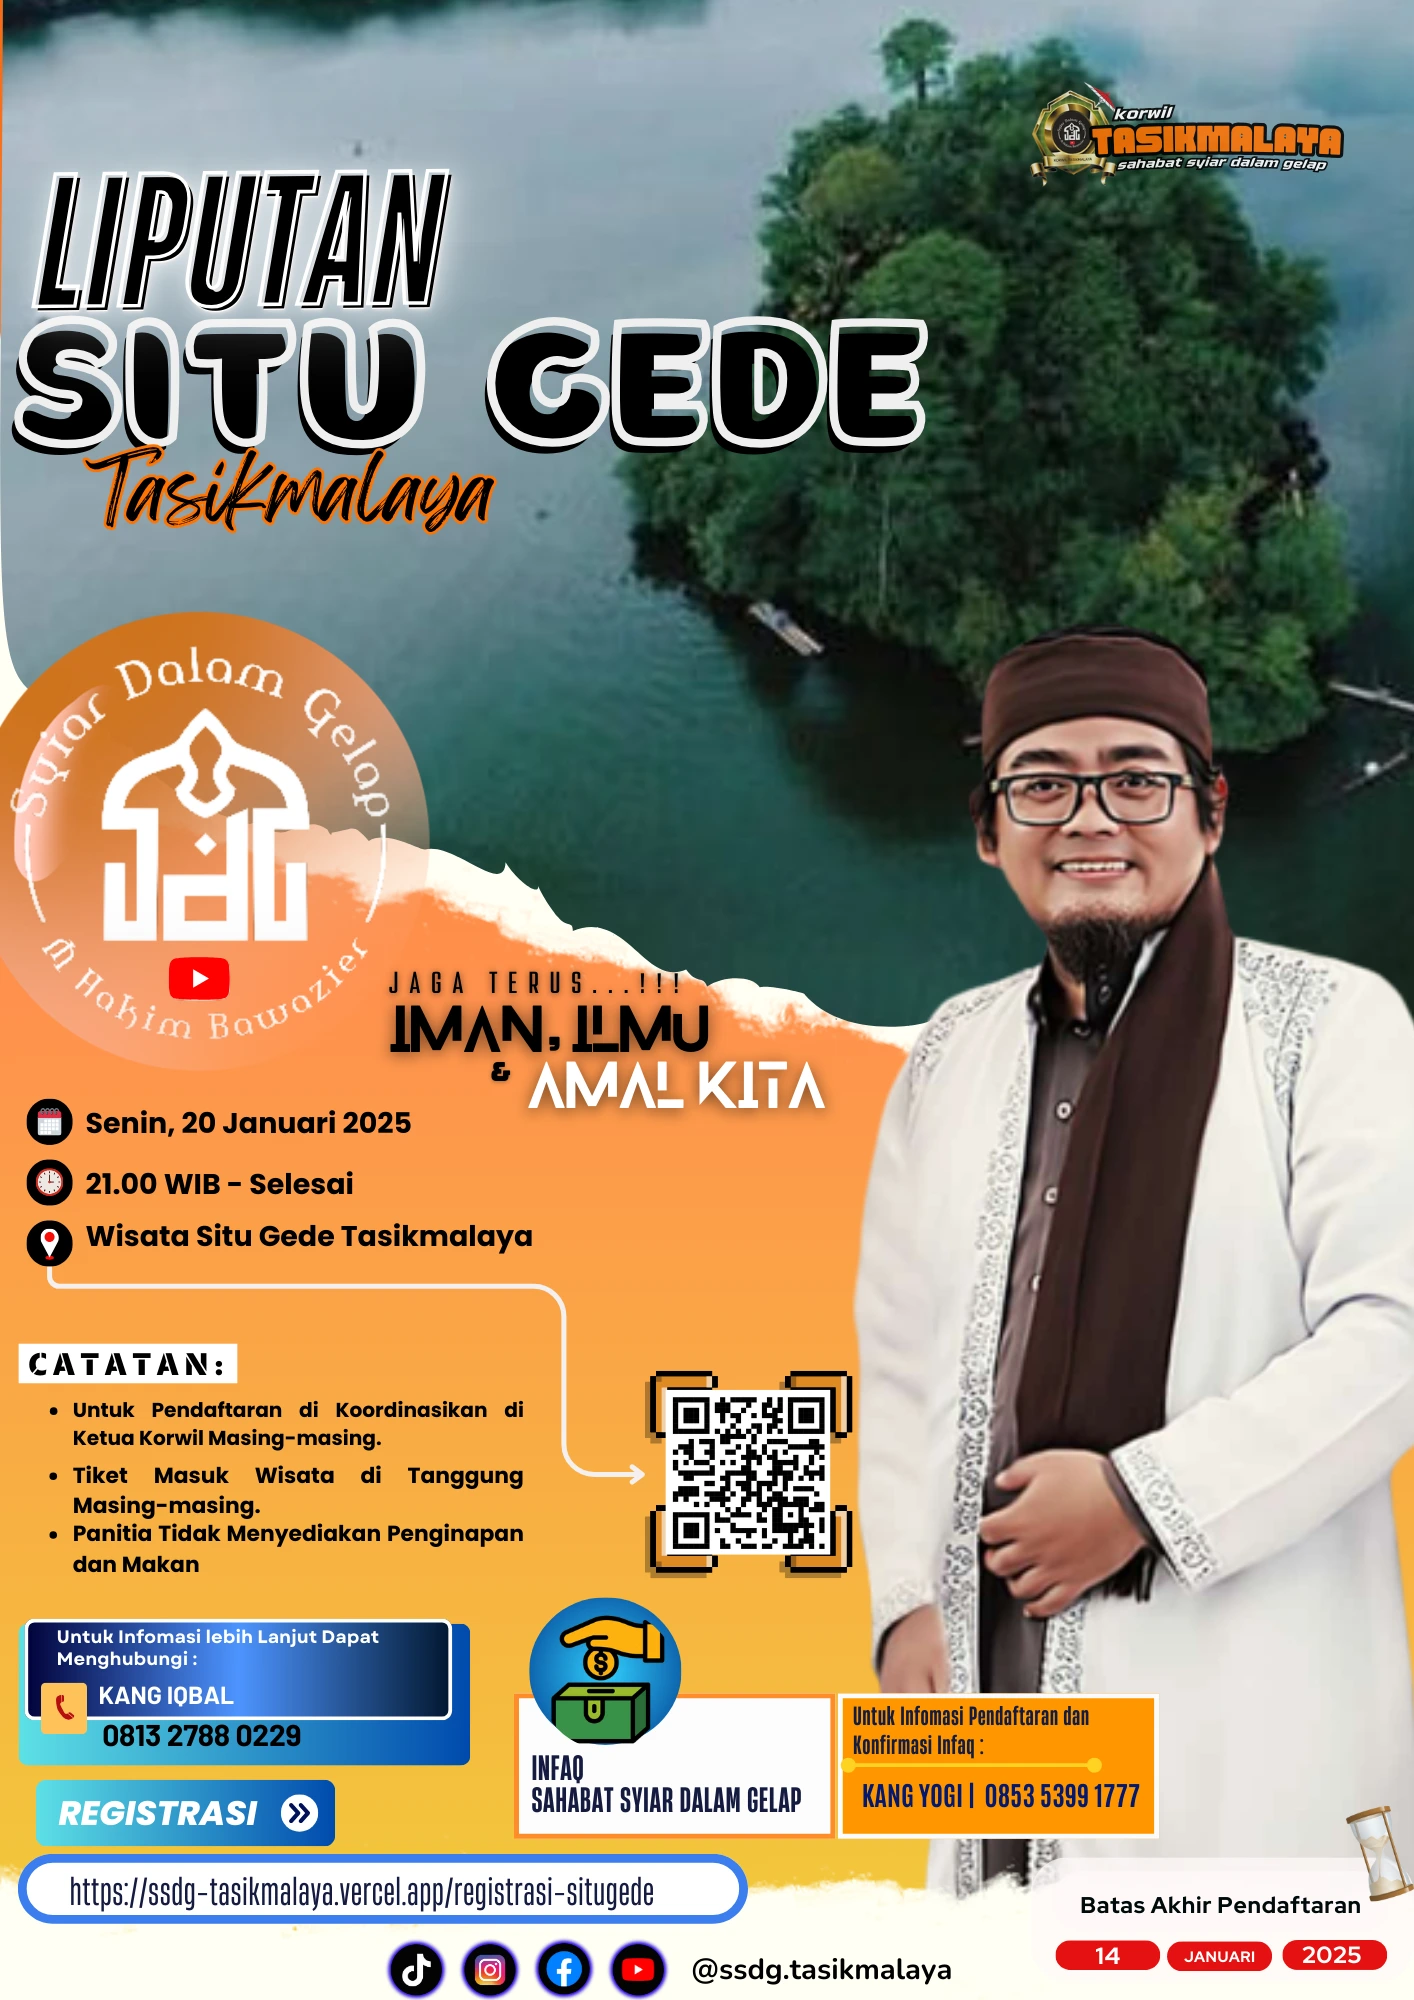 korwil
TASIKMALAYA
sahabat syiar dalam gelap
LIPUTAN
SITU GEDE
Tasikmalaya
Syiar Dalam Gelap
M Hakim Bawazier
JAGA TERUS...!!!
IMAN, ILMU
& AMAL KITA
Senin, 20 Januari 2025
21.00 WIB - Selesai
Wisata Situ Gede Tasikmalaya
CATATAN:
• Untuk Pendaftaran di Koordinasikan di
Ketua Korwil Masing-masing.
• Tiket Masuk Wisata di Tanggung
Masing-masing.
• Panitia Tidak Menyediakan Penginapan
dan Makan
Untuk Infomasi lebih Lanjut Dapat
Menghubungi :
KANG IQBAL
0813 2788 0229
REGISTRASI
https://ssdg-tasikmalaya.vercel.app/registrasi-situgede
INFAQ
SAHABAT SYIAR DALAM GELAP
Untuk Infomasi Pendaftaran dan
Konfirmasi Infaq :
KANG YOGI | 0853 5399 1777
Batas Akhir Pendaftaran
14 JANUARI 2025
@ssdg.tasikmalaya